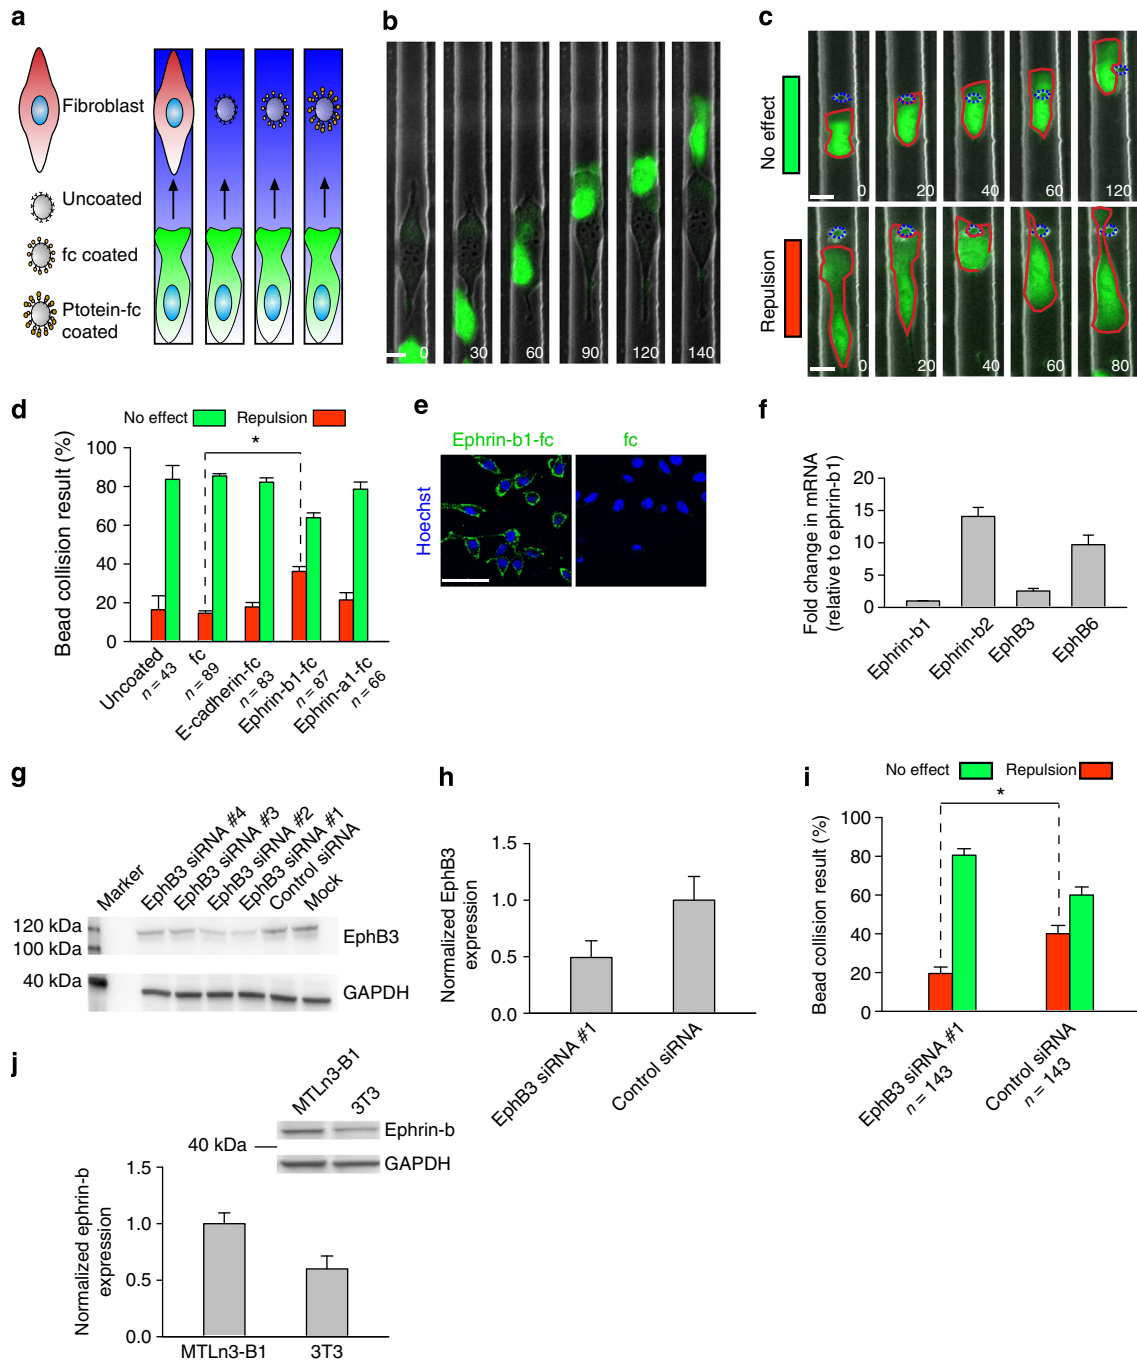 a
Fibroblast
Uncoated
fc coated
Ptotein-fc
coated
b
0
30
60
90
120
140
c
No effect
0
20
40
60
120
Repulsion
0
20
40
60
80
d
No effect
Repulsion
*
Bead collision result (%)
100
80
60
40
20
0
Uncoated
n = 43
fc
n = 89
E-cadherin-fc
n = 83
Ephrin-b1-fc
n = 87
Ephrin-a1-fc
n = 66
e
Ephrin-b1-fc
fc
Hoechst
f
Fold change in mRNA
(relative to ephrin-b1)
20
15
10
5
0
Ephrin-b1
Ephrin-b2
EphB3
EphB6
g
Marker
EphB3 siRNA #4
EphB3 siRNA #3
EphB3 siRNA #2
EphB3 siRNA #1
Control siRNA
Mock
120 kDa
100 kDa
40 kDa
EphB3
GAPDH
h
Normalized EphB3
expression
1.5
1.0
0.5
0.0
EphB3 siRNA #1
Control siRNA
i
No effect
Repulsion
*
Bead collision result (%)
100
80
60
40
20
0
EphB3 siRNA #1
n = 143
Control siRNA
n = 143
j
MTLn3-B1
3T3
Ephrin-b
40 kDa
GAPDH
Normalized ephrin-b
expression
1.5
1.0
0.5
0.0
MTLn3-B1
3T3